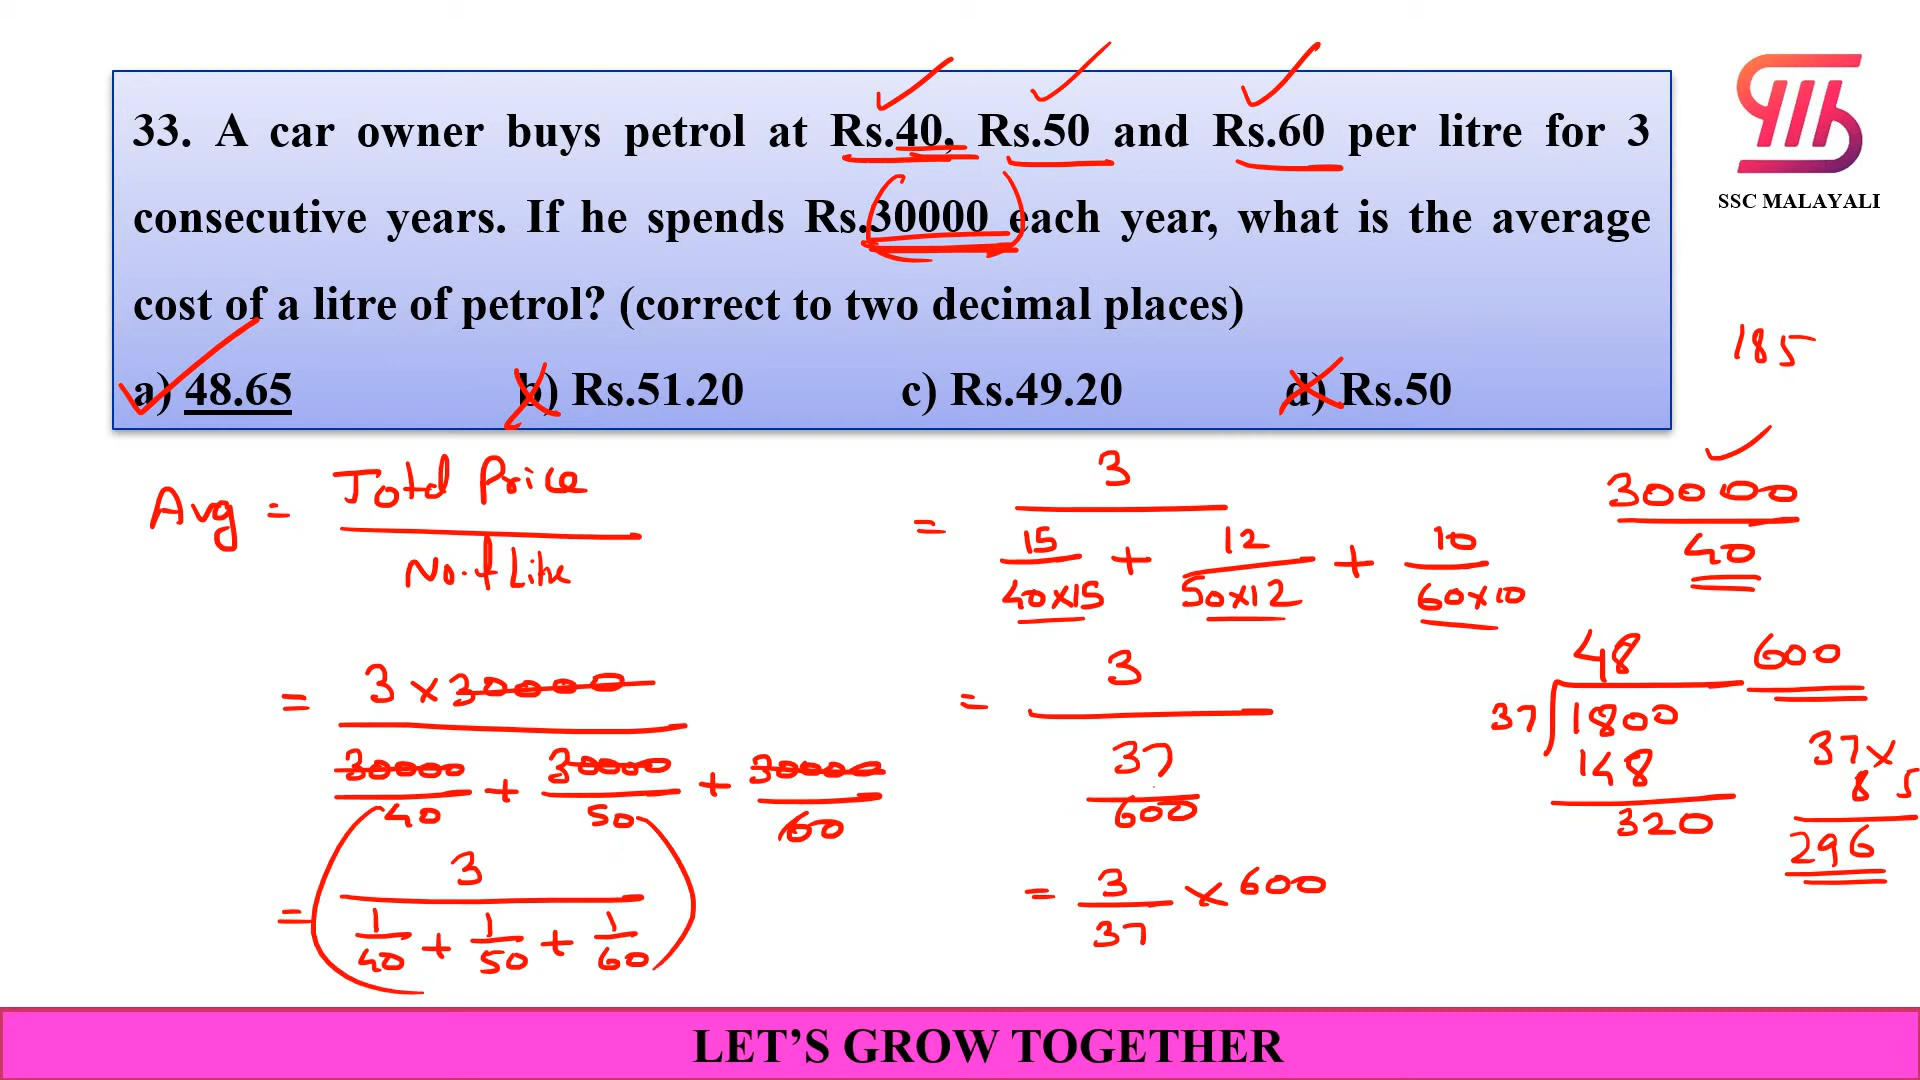 33. A car owner buys petrol at Rs.40, Rs.50 and Rs.60 per litre for 3
consecutive years. If he spends Rs.30000 each year, what is the average
cost of a litre of petrol? (correct to two decimal places)
a) 48.65 b) Rs.51.20 c) Rs.49.20 d) Rs.50
SSC MALAYALI
185
Avg = Total Price / No. of Litre
= 3 × 30000 / 30000/40 + 30000/50 + 30000/60
= 3 / 1/40 + 1/50 + 1/60
= 3 / 15/40×15 + 12/50×12 + 10/60×10
= 3 / 37/600
= 3/37 × 600
30000/40
600
48
37 1800
148
320
37×
8 5
296
LET’S GROW TOGETHER